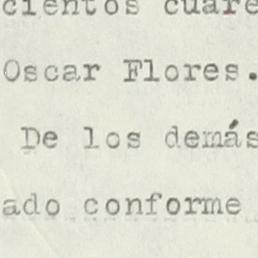 cientos cuare
Oscar Flores.
De los demás
ado conforme